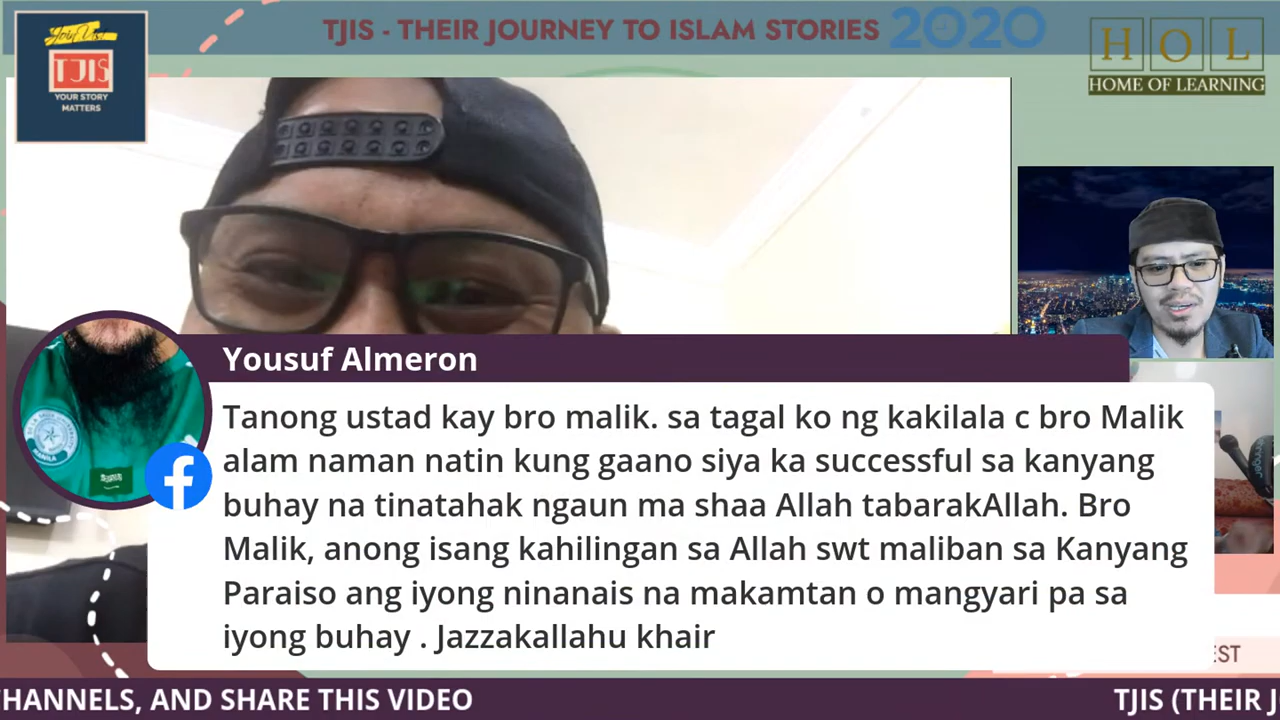 Join Us!
TJIS
YOUR STORY
MATTERS
TJIS - THEIR JOURNEY TO ISLAM STORIES 2020
H O L
HOME OF LEARNING
Yousuf Almeron
Tanong ustad kay bro malik. sa tagal ko ng kakilala c bro Malik
alam naman natin kung gaano siya ka successful sa kanyang
buhay na tinatahak ngaun ma shaa Allah tabarakAllah. Bro
Malik, anong isang kahilingan sa Allah swt maliban sa Kanyang
Paraiso ang iyong ninanais na makamtan o mangyari pa sa
iyong buhay . Jazzakallahu khair
CHANNELS, AND SHARE THIS VIDEO
TJIS (THEIR J